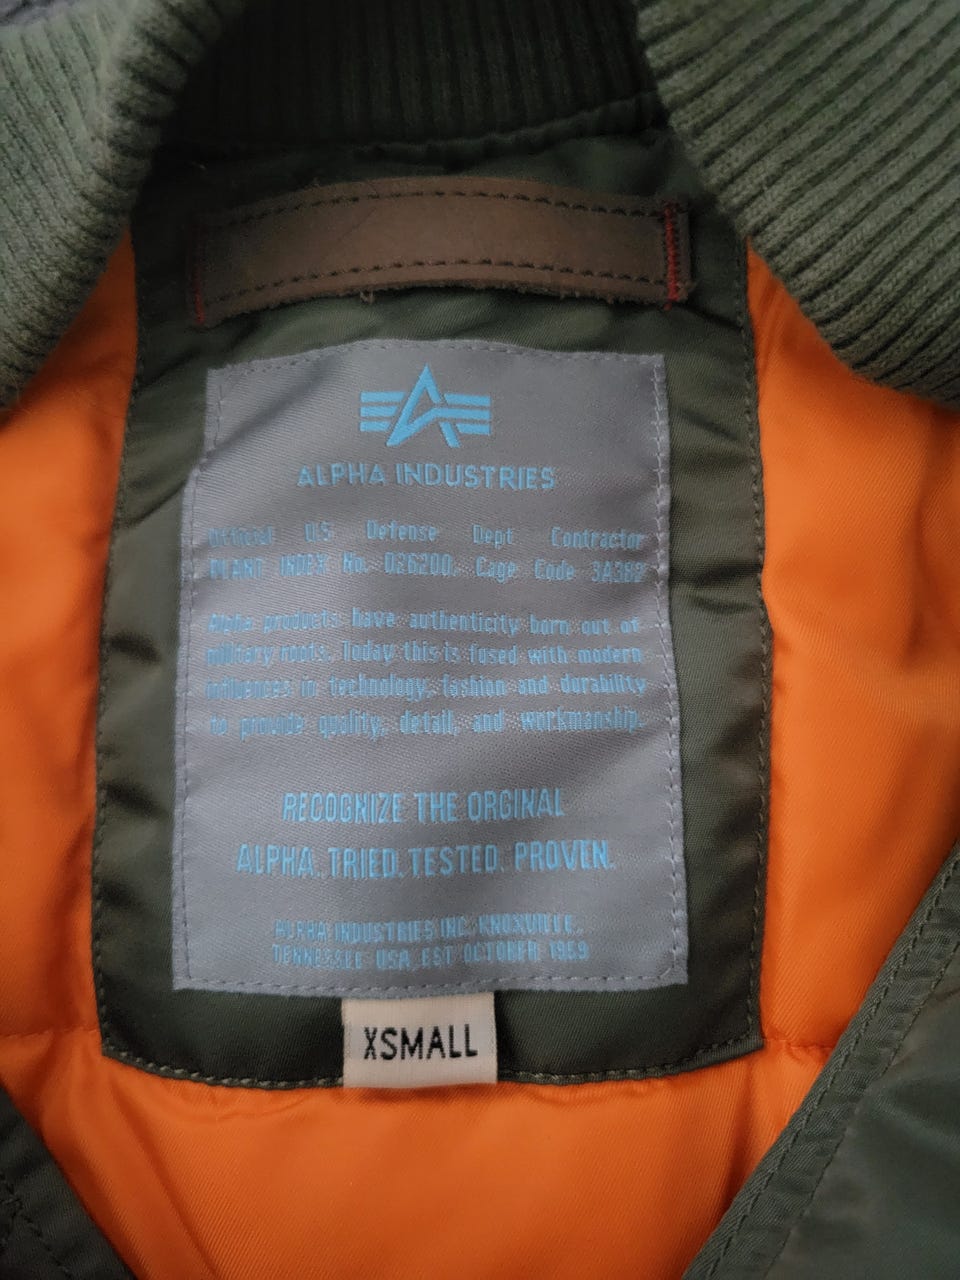 ALPHA INDUSTRIES
Official US Defense Dept Contractor
PLANT INDEX No. D26200. Cage Code 3A382
Alpha products have authenticity born out of
military roots. Today this is fused with modern
influences in technology, fashion and durability
to provide quality, detail, and workmanship.
RECOGNIZE THE ORGINAL
ALPHA. TRIED. TESTED. PROVEN.
ALPHA INDUSTRIES INC. KNOXVILLE,
TENNESSEE USA, EST OCTOBER 1959
XSMALL